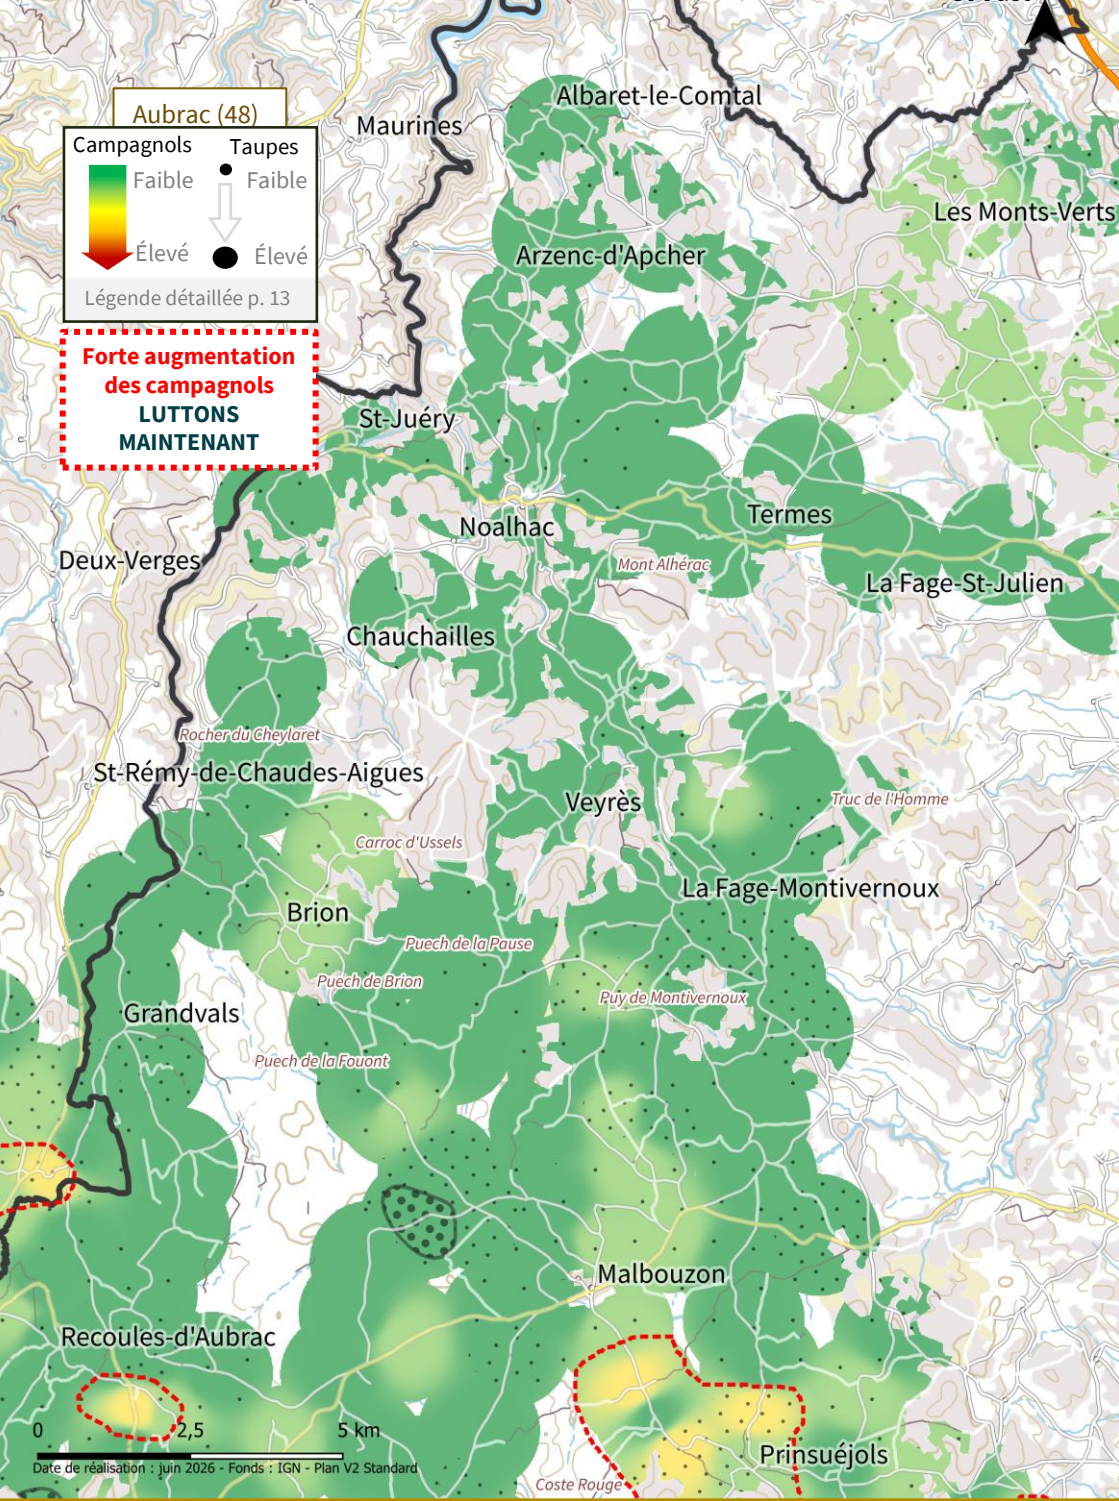 Albaret-le-Comtal
Aubrac (48)
Maurines
Campagnols
Taupes
Faible
Faible
Les Monts-Verts
Élevé
Élevé
Arzenc-d'Apcher
Légende détaillée p. 13
Forte augmentation
des campagnols
LUTTONS
MAINTENANT
St-Juéry
Termes
Noalhac
Deux-Verges
Mont Alhérac
La Fage-St-Julien
Chauchailles
Rocher du Cheylaret
St-Rémy-de-Chaudes-Aigues
Veyrès
Truc de l'Homme
Carroc d'Ussels
La Fage-Montivernoux
Brion
Puech de la Pause
Puech de Brion
Puy de Montivernoux
Grandvals
Puech de la Fouont
Malbouzon
Recoules-d'Aubrac
0 2,5 5 km
Prinsuéjols
Date de réalisation : juin 2026 - Fonds : IGN - Plan V2 Standard
Coste Rouge